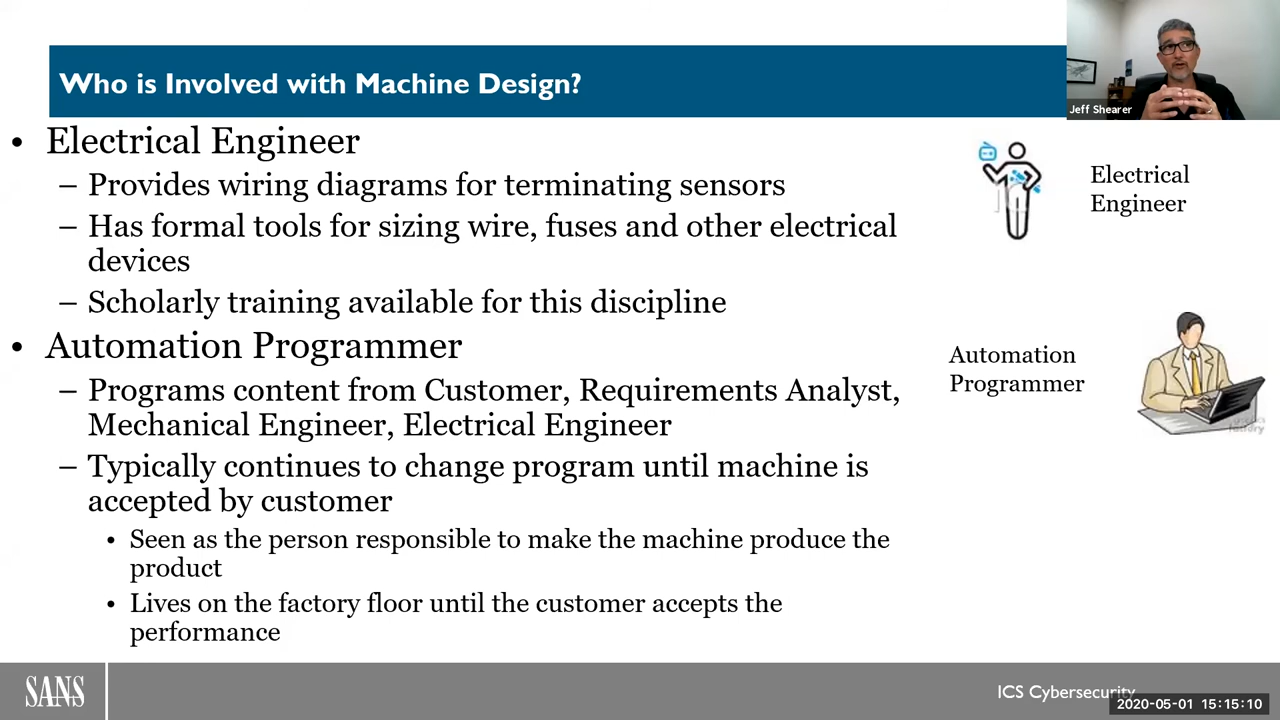 Who is Involved with Machine Design?
Jeff Shearer
• Electrical Engineer
– Provides wiring diagrams for terminating sensors
– Has formal tools for sizing wire, fuses and other electrical
devices
– Scholarly training available for this discipline
• Automation Programmer
– Programs content from Customer, Requirements Analyst,
Mechanical Engineer, Electrical Engineer
– Typically continues to change program until machine is
accepted by customer
• Seen as the person responsible to make the machine produce the
product
• Lives on the factory floor until the customer accepts the
performance
Electrical
Engineer
Automation
Programmer
SANS
ICS Cybersecurity
2020-05-01 15:15:10